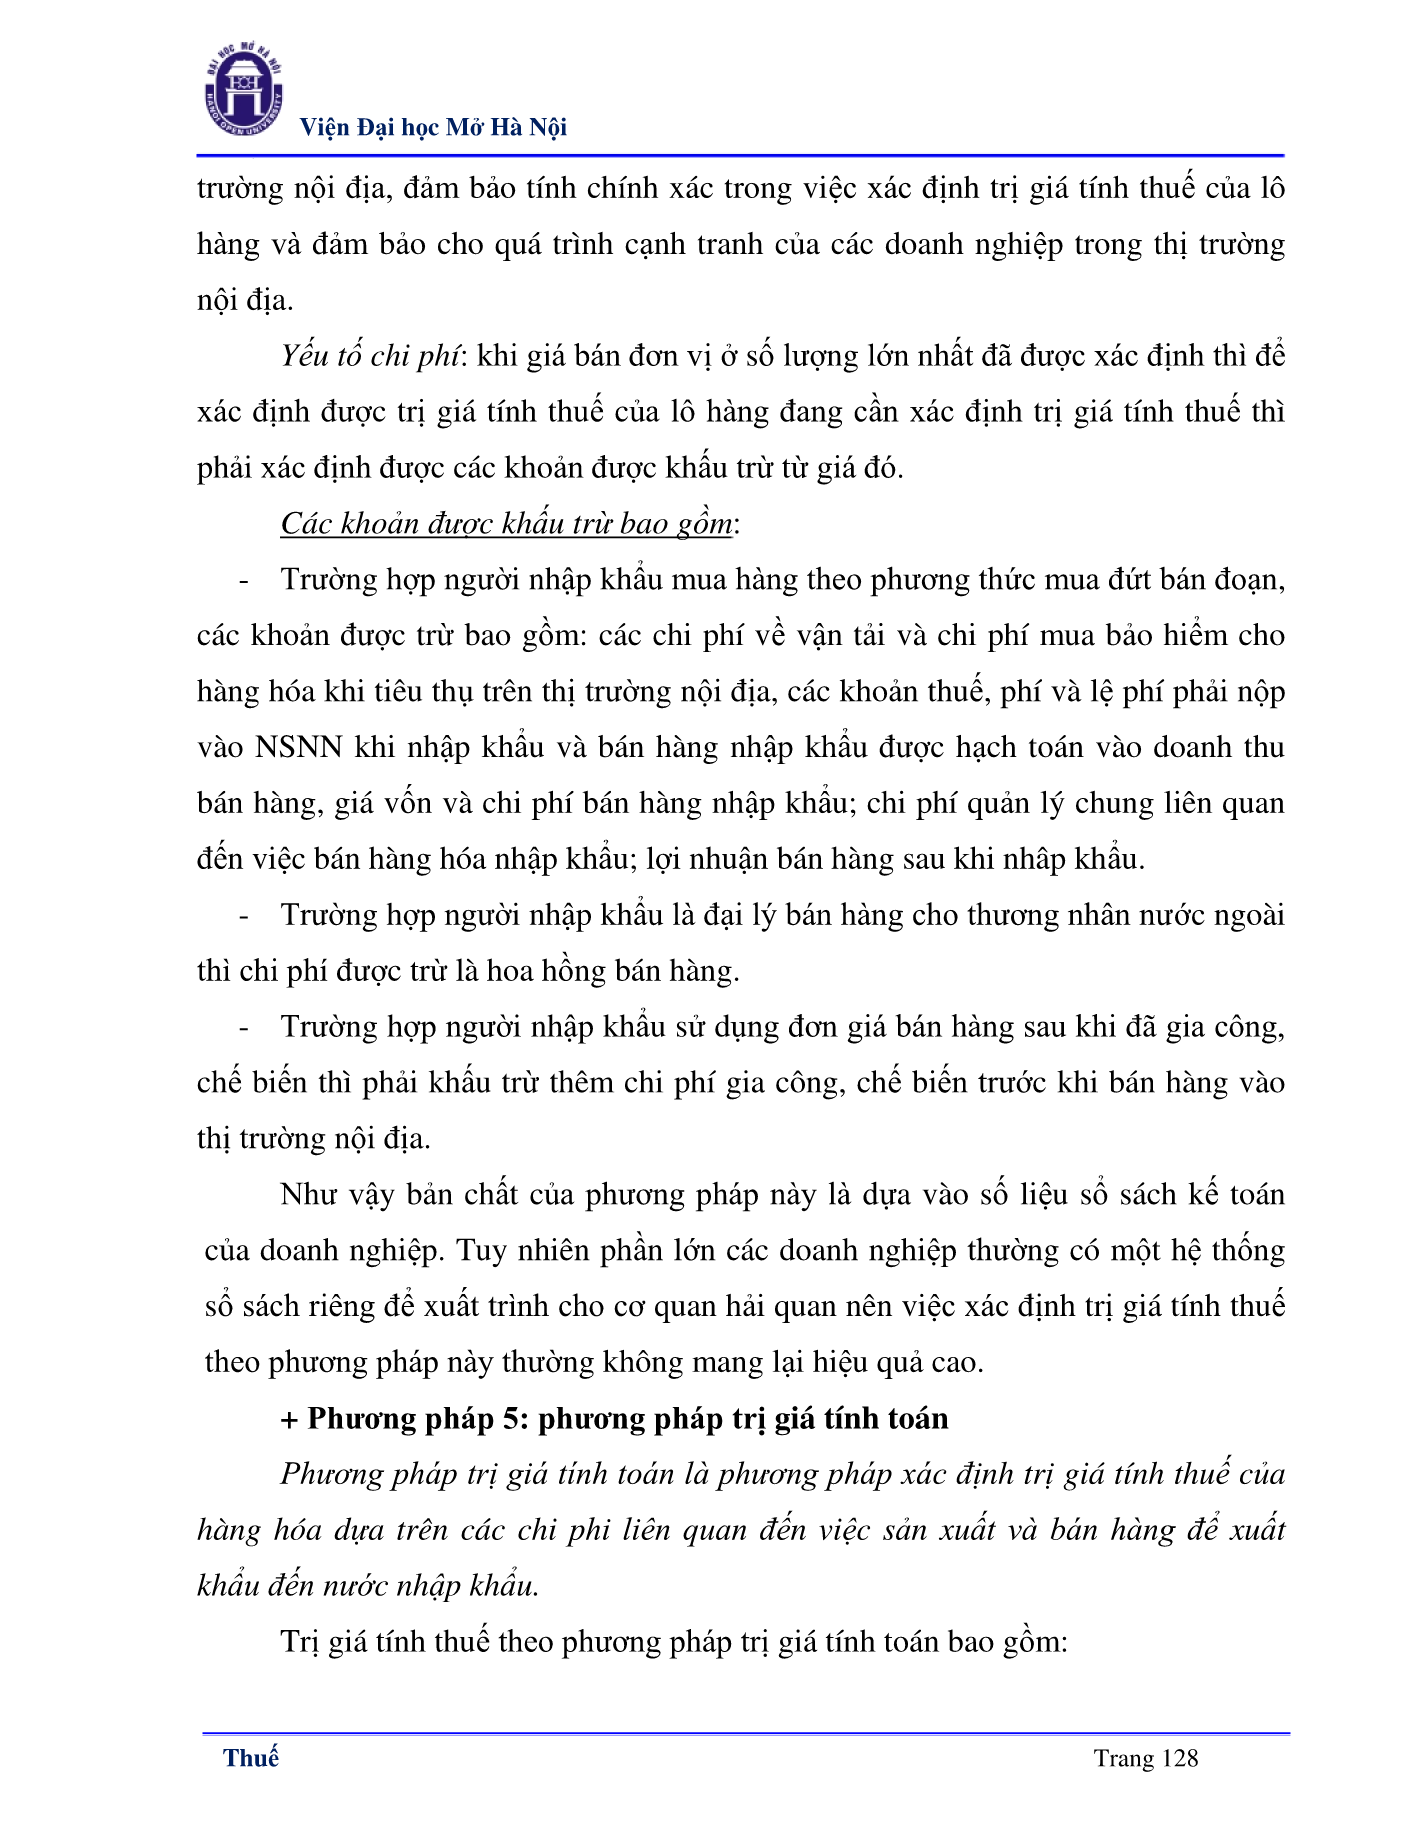 ĐẠI HỌC MỞ HÀ NỘI
HANOI OPEN UNIVERSITY
Viện Đại học Mở Hà Nội
trường nội địa, đảm bảo tính chính xác trong việc xác định trị giá tính thuế của lô
hàng và đảm bảo cho quá trình cạnh tranh của các doanh nghiệp trong thị trường
nội địa.
Yếu tố chi phí: khi giá bán đơn vị ở số lượng lớn nhất đã được xác định thì để
xác định được trị giá tính thuế của lô hàng đang cần xác định trị giá tính thuế thì
phải xác định được các khoản được khấu trừ từ giá đó.
Các khoản được khấu trừ bao gồm:
- Trường hợp người nhập khẩu mua hàng theo phương thức mua đứt bán đoạn,
các khoản được trừ bao gồm: các chi phí về vận tải và chi phí mua bảo hiểm cho
hàng hóa khi tiêu thụ trên thị trường nội địa, các khoản thuế, phí và lệ phí phải nộp
vào NSNN khi nhập khẩu và bán hàng nhập khẩu được hạch toán vào doanh thu
bán hàng, giá vốn và chi phí bán hàng nhập khẩu; chi phí quản lý chung liên quan
đến việc bán hàng hóa nhập khẩu; lợi nhuận bán hàng sau khi nhâp khẩu.
- Trường hợp người nhập khẩu là đại lý bán hàng cho thương nhân nước ngoài
thì chi phí được trừ là hoa hồng bán hàng.
- Trường hợp người nhập khẩu sử dụng đơn giá bán hàng sau khi đã gia công,
chế biến thì phải khấu trừ thêm chi phí gia công, chế biến trước khi bán hàng vào
thị trường nội địa.
Như vậy bản chất của phương pháp này là dựa vào số liệu sổ sách kế toán
của doanh nghiệp. Tuy nhiên phần lớn các doanh nghiệp thường có một hệ thống
sổ sách riêng để xuất trình cho cơ quan hải quan nên việc xác định trị giá tính thuế
theo phương pháp này thường không mang lại hiệu quả cao.
+ Phương pháp 5: phương pháp trị giá tính toán
Phương pháp trị giá tính toán là phương pháp xác định trị giá tính thuế của
hàng hóa dựa trên các chi phi liên quan đến việc sản xuất và bán hàng để xuất
khẩu đến nước nhập khẩu.
Trị giá tính thuế theo phương pháp trị giá tính toán bao gồm:
Thuế Trang 128